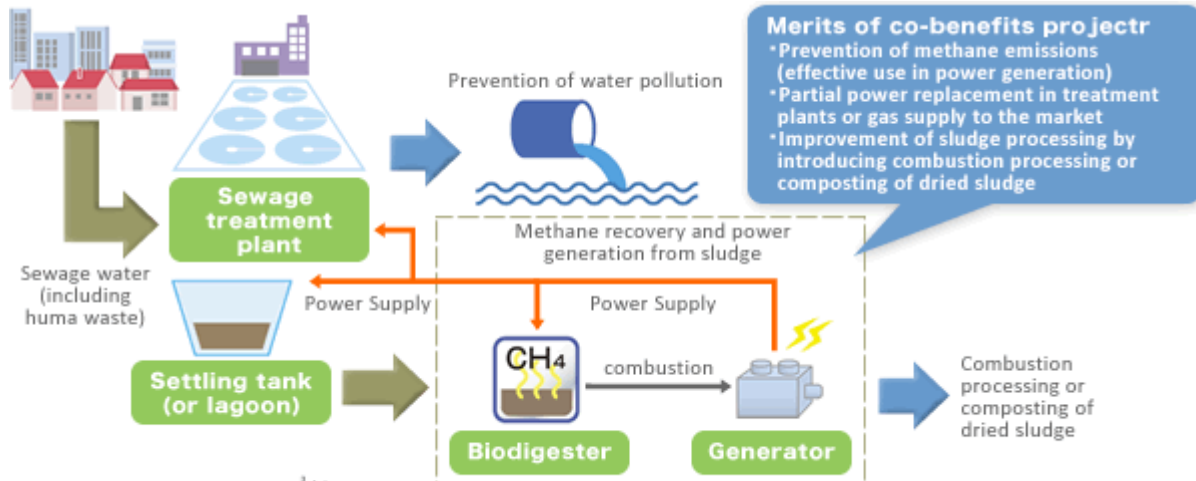 Merits of co-benefits projectr
・Prevention of methane emissions
(effective use in power generation)
・Partial power replacement in treatment
plants or gas supply to the market
・Improvement of sludge processing by
introducing combustion processing or
composting of dried sludge
Prevention of water pollution
Sewage
treatment
plant
Sewage water
(including
huma waste)
Methane recovery and power
generation from sludge
Power Supply
Power Supply
CH4
combustion
Settling tank
(or lagoon)
Biodigester
Generator
Combustion
processing or
composting of
dried sludge